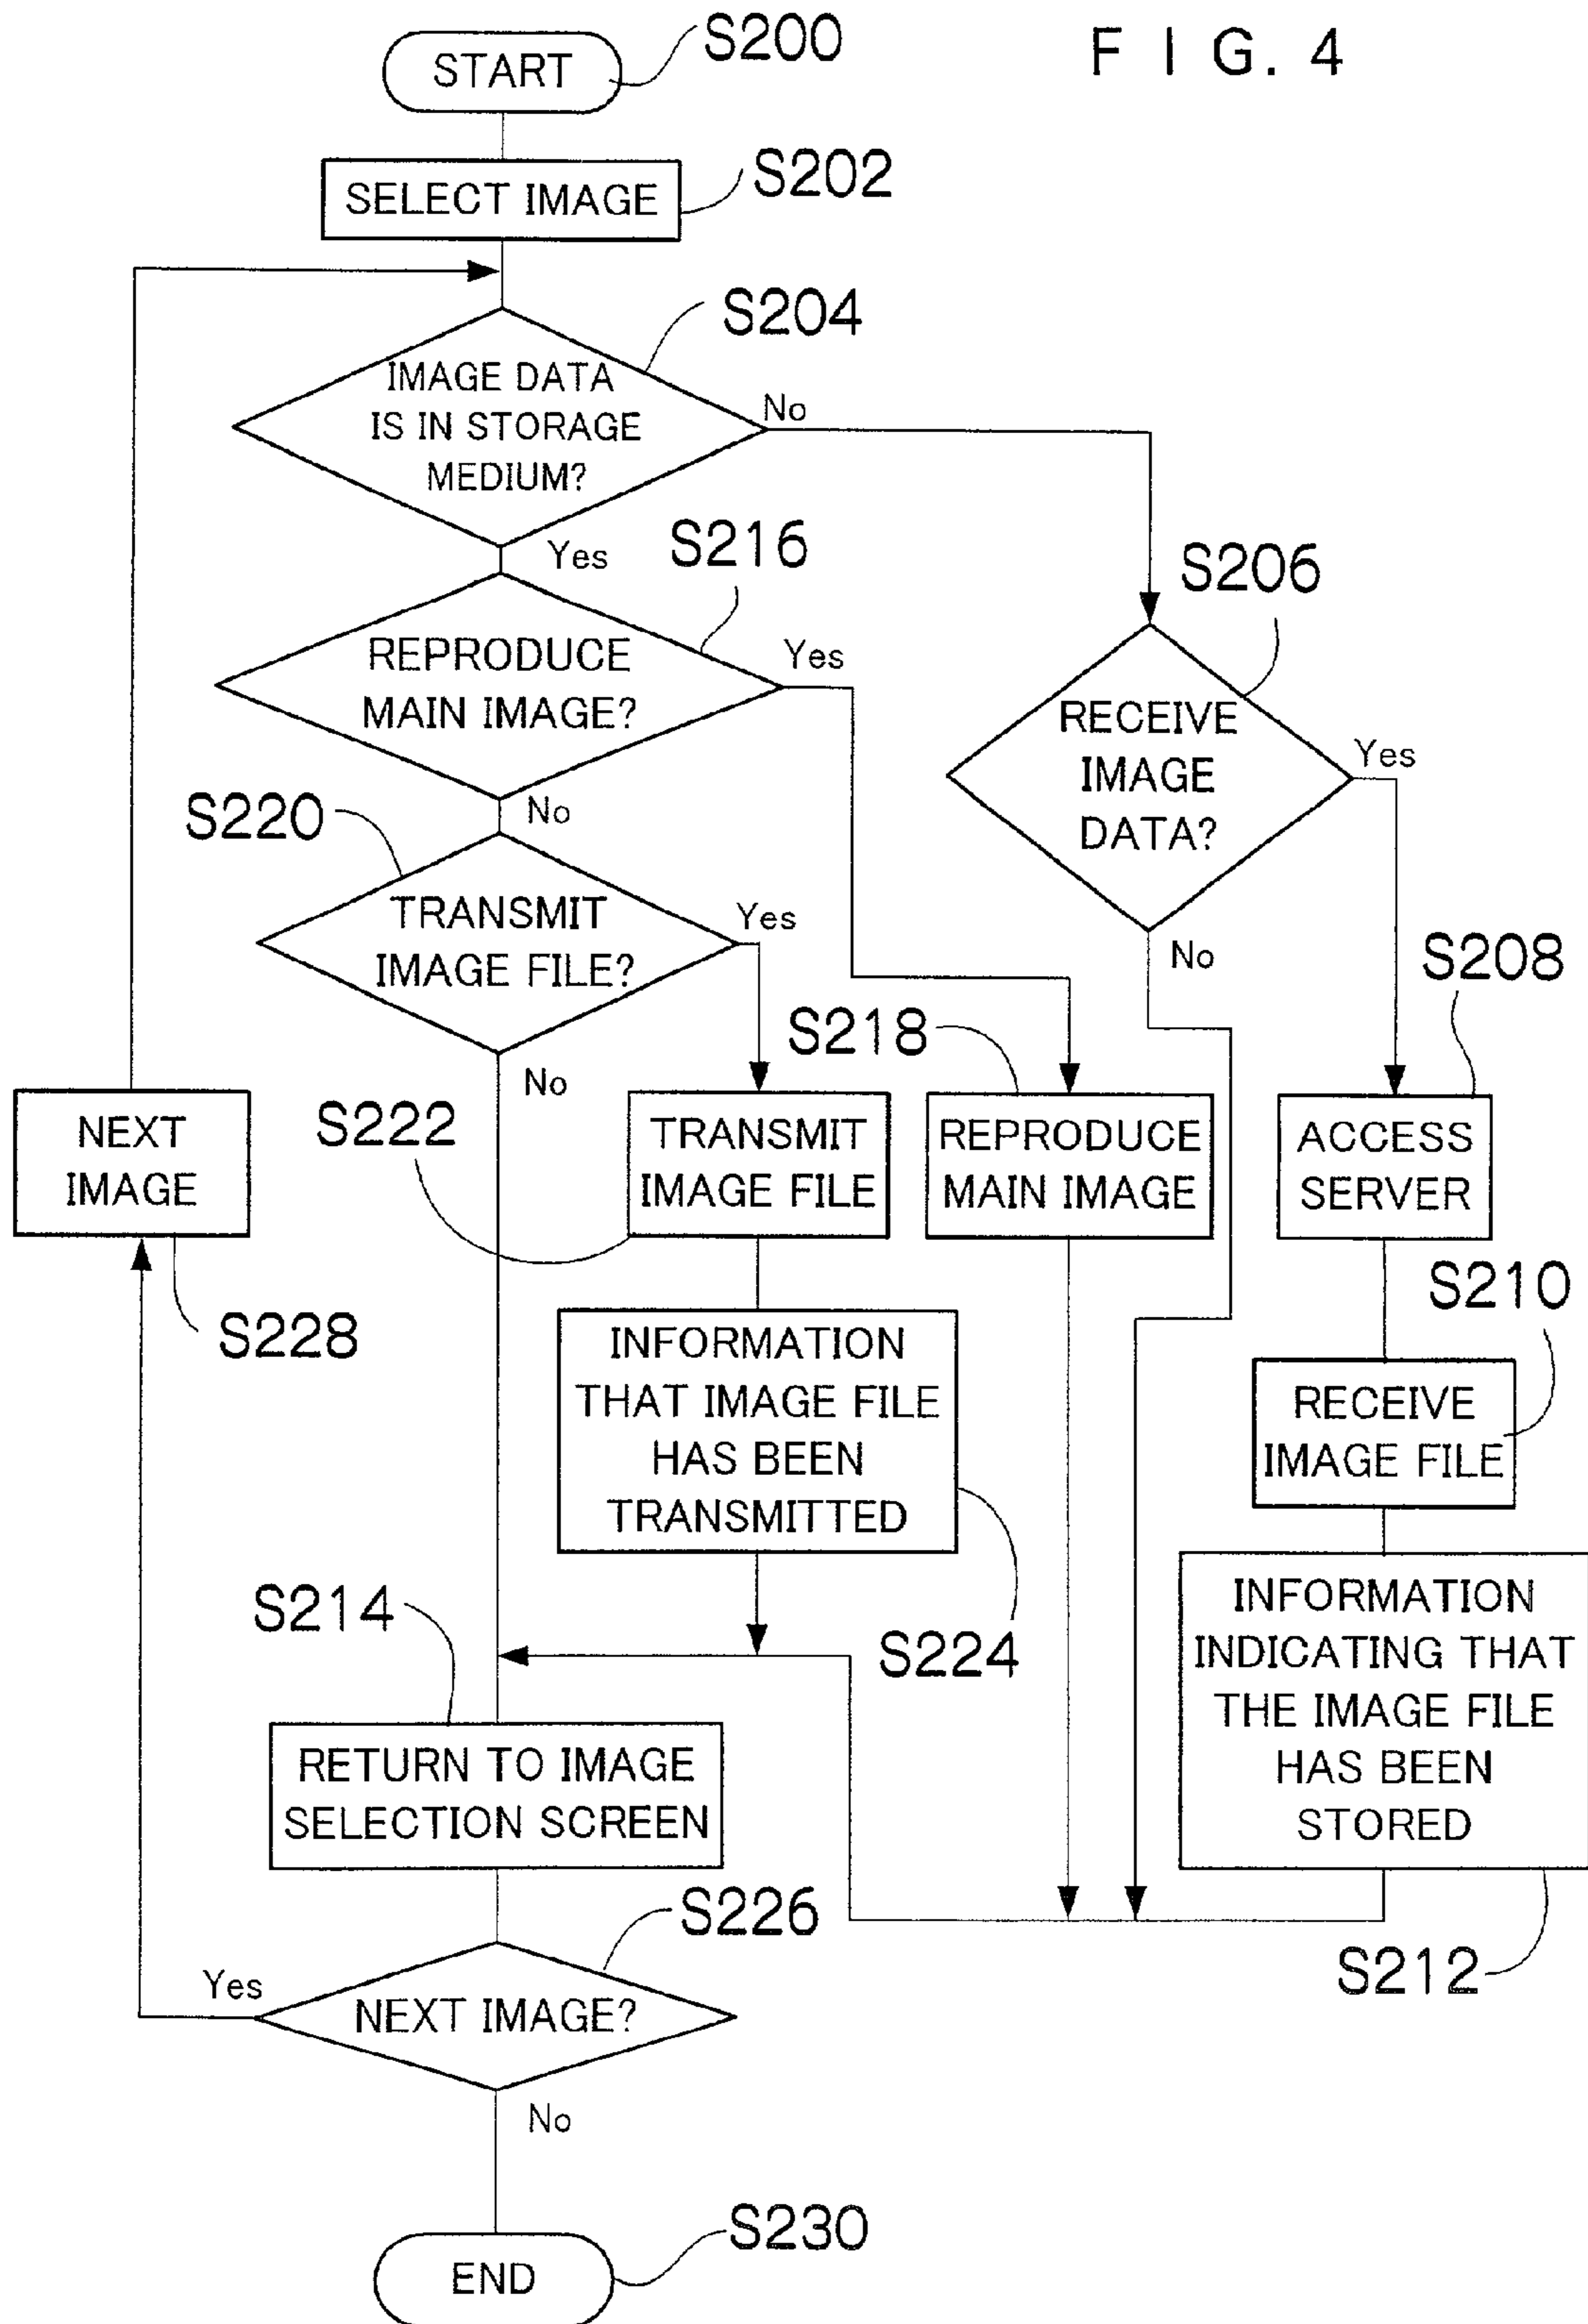 F I G. 4
START
S200
SELECT IMAGE
S202
S204
IMAGE DATA
IS IN STORAGE
MEDIUM?
No
Yes
S216
REPRODUCE
MAIN IMAGE?
Yes
No
S206
RECEIVE
IMAGE
DATA?
Yes
No
S220
TRANSMIT
IMAGE FILE?
Yes
No
S208
S218
NEXT
IMAGE
S228
S222
TRANSMIT
IMAGE FILE
REPRODUCE
MAIN IMAGE
ACCESS
SERVER
S210
INFORMATION
THAT IMAGE FILE
HAS BEEN
TRANSMITTED
S224
RECEIVE
IMAGE FILE
INFORMATION
INDICATING THAT
THE IMAGE FILE
HAS BEEN
STORED
S212
S214
RETURN TO IMAGE
SELECTION SCREEN
S226
Yes
NEXT IMAGE?
No
S230
END